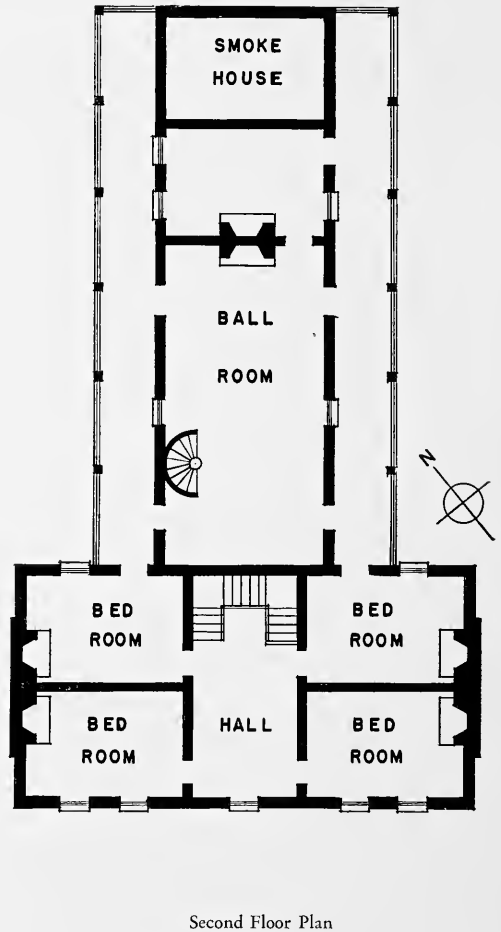 SMOKE
HOUSE
BALL
ROOM
N
BED
ROOM
BED
ROOM
BED
ROOM
HALL
BED
ROOM
Second Floor Plan